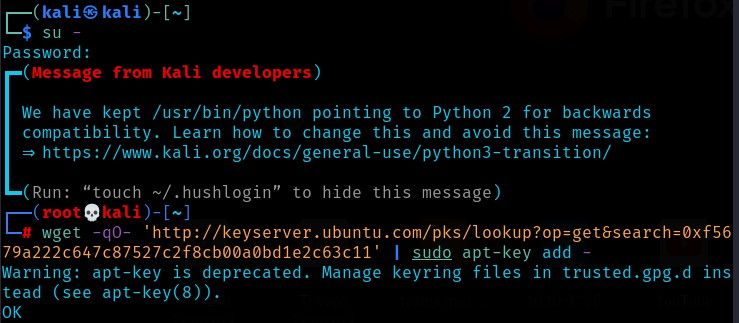 (kali㉿kali)-[~]
$ su -
Password:
(Message from Kali developers)
We have kept /usr/bin/python pointing to Python 2 for backwards
compatibility. Learn how to change this and avoid this message:
⇒ https://www.kali.org/docs/general-use/python3-transition/
(Run: “touch ~/.hushlogin” to hide this message)
(root💀kali)-[~]
# wget -qO- 'http://keyserver.ubuntu.com/pks/lookup?op=get&search=0xf56
79a222c647c87527c2f8cb00a0bd1e2c63c11' | sudo apt-key add -
Warning: apt-key is deprecated. Manage keyring files in trusted.gpg.d ins
tead (see apt-key(8)).
OK